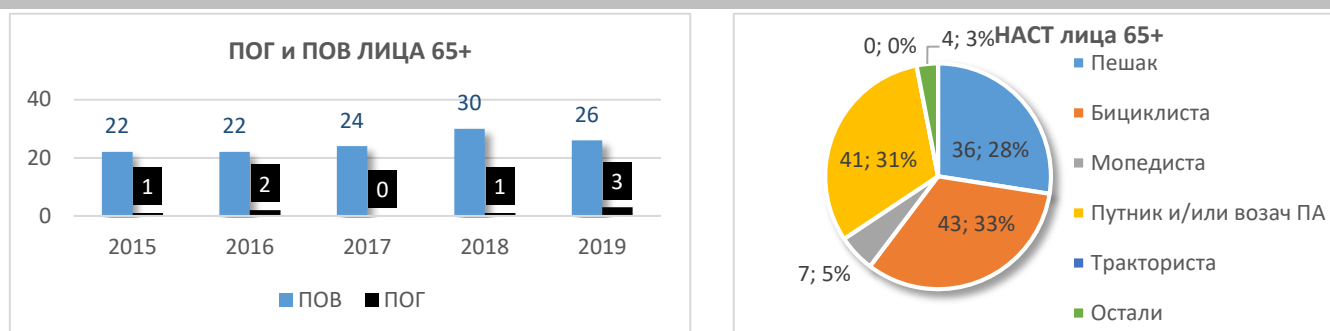 ПОГ и ПОВ ЛИЦА 65+
40
20
0
22
22
24
30
26
1
2
0
1
3
2015
2016
2017
2018
2019
ПОВ
ПОГ
НАСТ лица 65+
0; 0%
4; 3%
41; 31%
36; 28%
43; 33%
7; 5%
Пешак
Бициклиста
Мопедиста
Путник и/или возач ПА
Тракториста
Остали